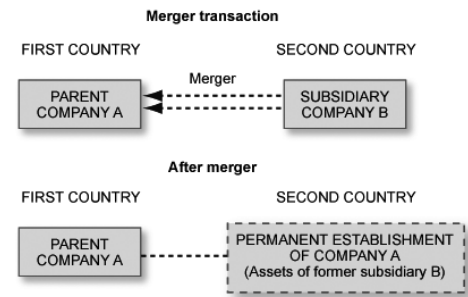 Merger transaction
FIRST COUNTRY
SECOND COUNTRY
Merger
PARENT
COMPANY A
SUBSIDIARY
COMPANY B
After merger
FIRST COUNTRY
SECOND COUNTRY
PARENT
COMPANY A
PERMANENT ESTABLISHMENT
OF COMPANY A
(Assets of former subsidiary B)